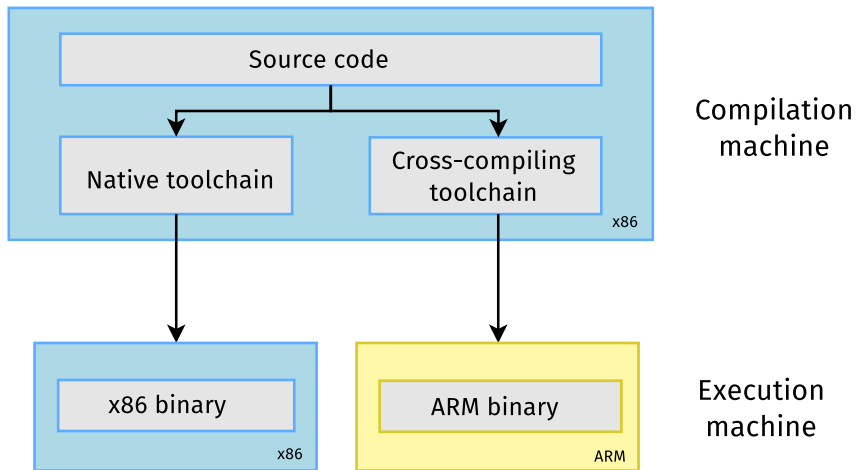 Source code
Compilation
machine
Native toolchain
Cross-compiling
toolchain
x86
x86 binary
x86
ARM binary
ARM
Execution
machine